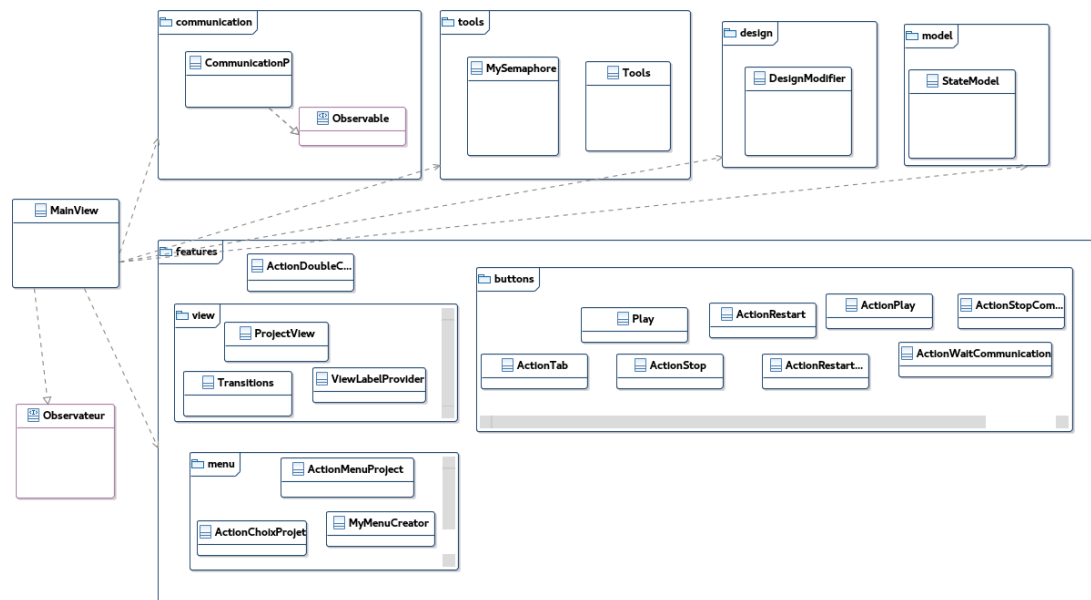 communication
CommunicationP
Observable
tools
MySemaphore
Tools
design
DesignModifier
model
StateModel
MainView
Observateur
features
ActionDoubleC...
view
ProjectView
Transitions
ViewLabelProvider
menu
ActionMenuProject
ActionChoixProjet
MyMenuCreator
buttons
Play
ActionRestart
ActionPlay
ActionStopCom...
ActionTab
ActionStop
ActionRestart...
ActionWaitCommunication